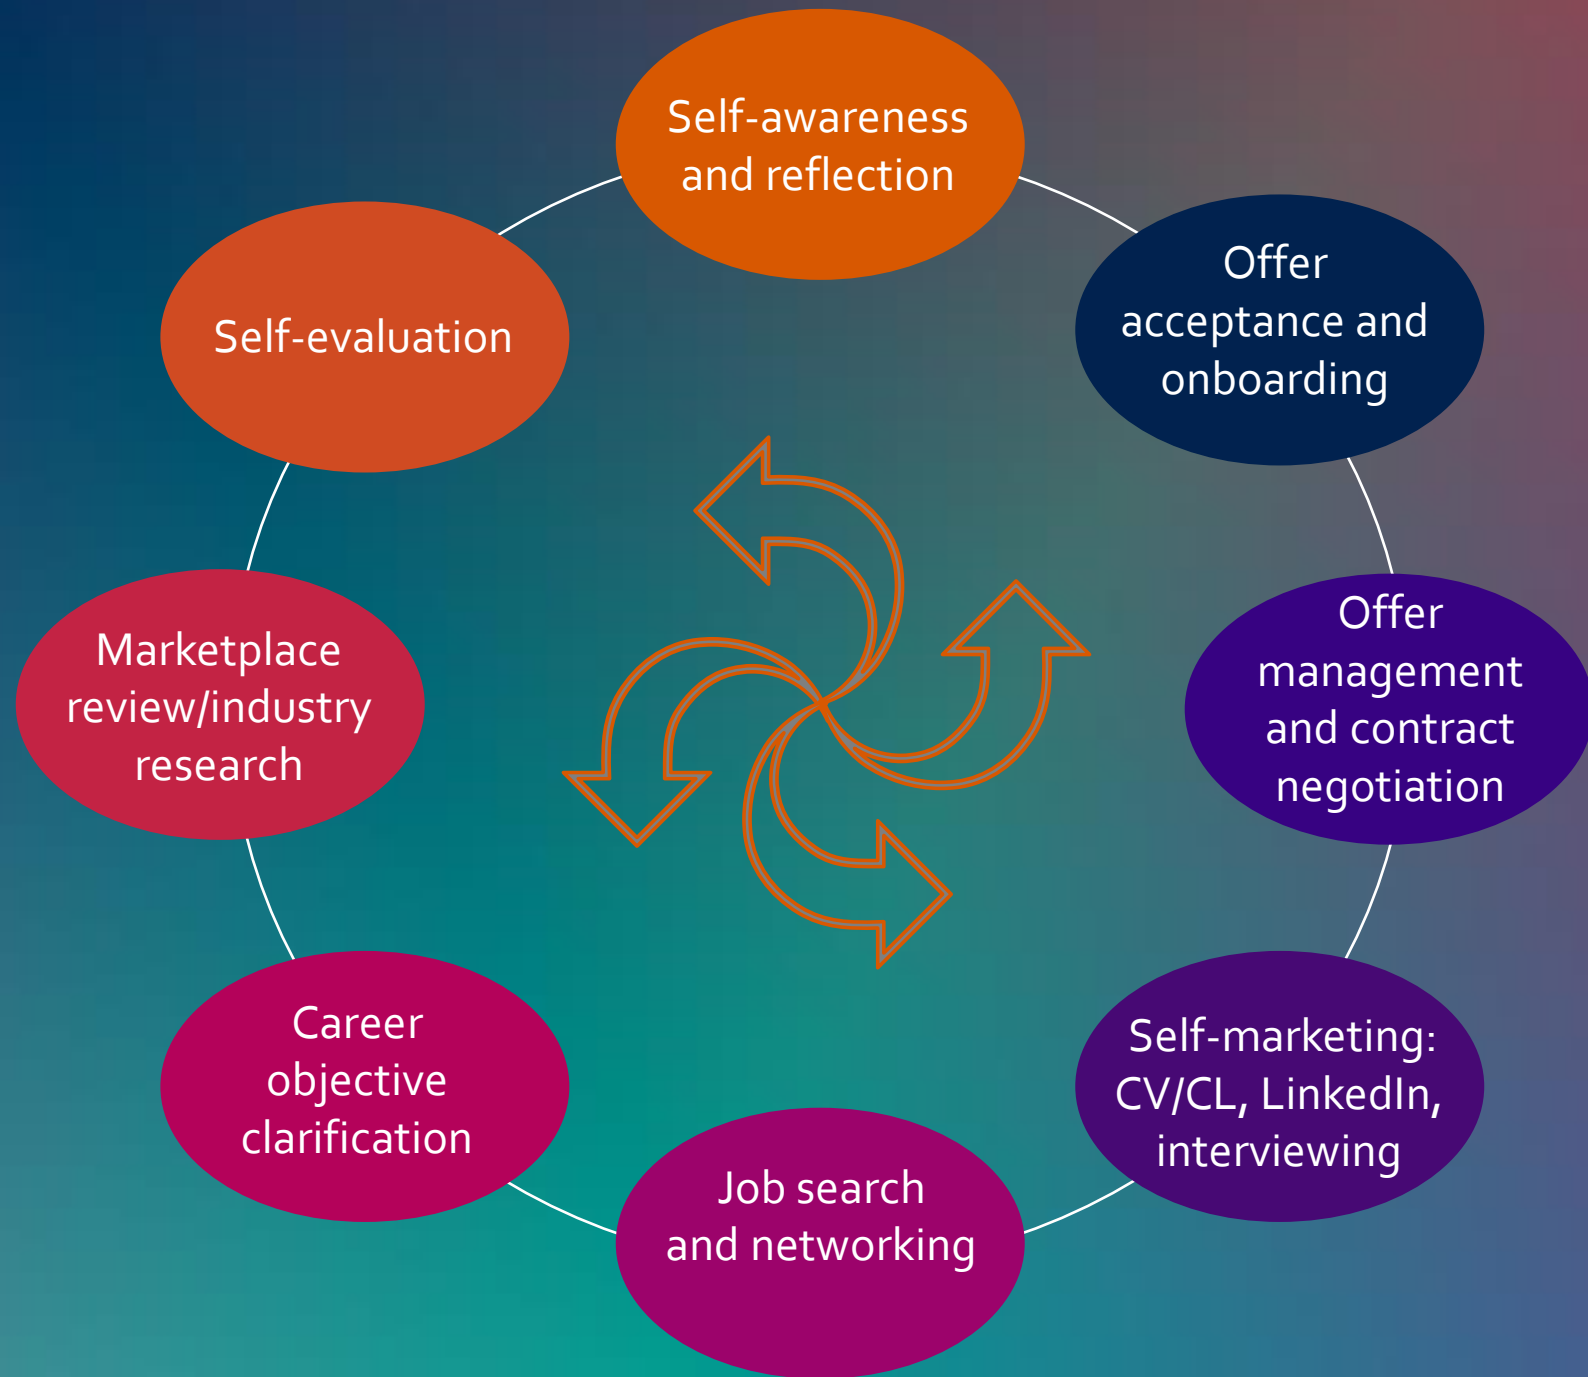 Self-awareness
and reflection
Offer
acceptance and
onboarding
Self-evaluation
Offer
management
and contract
negotiation
Marketplace
review/industry
research
Career
objective
clarification
Self-marketing:
CV/CL, LinkedIn,
interviewing
Job search
and networking